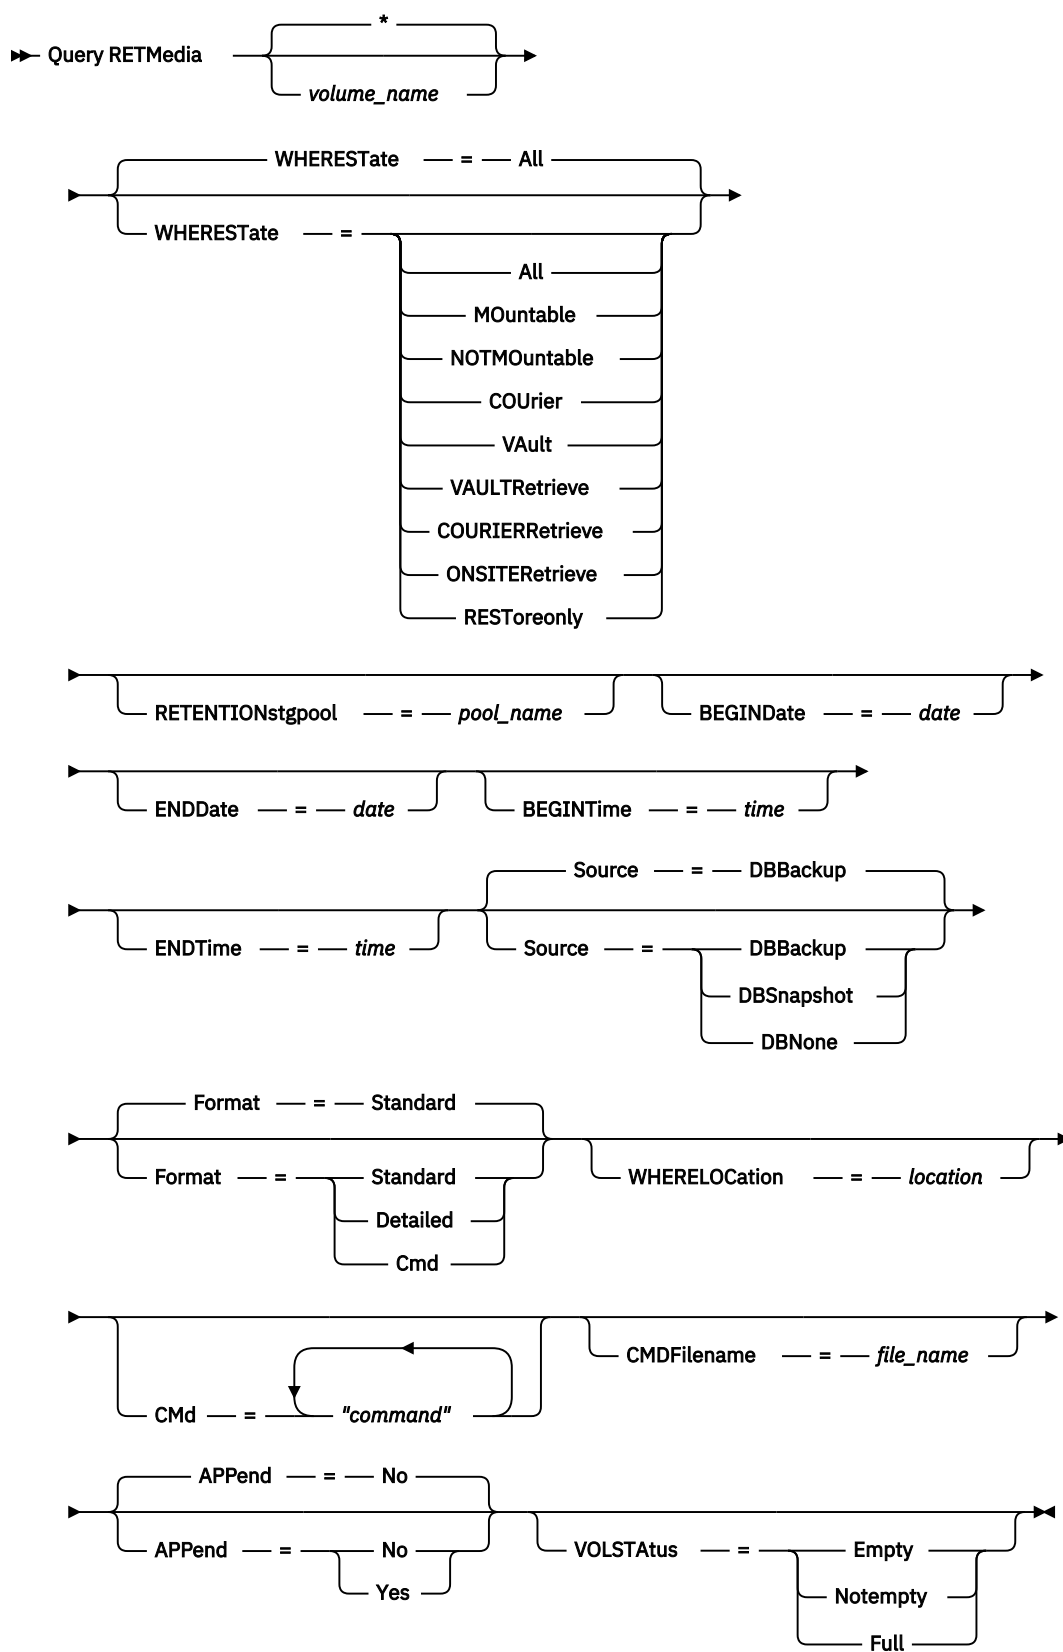 *
Query RETMedia
volume_name
WHERESTate = All
WHERESTate =
All
MOuntable
NOTMOuntable
COUrier
VAult
VAULTRetrieve
COURIERRetrieve
ONSITERetrieve
RESToreonly
RETENTIONstgpool = pool_name BEGINDate = date
ENDDate = date BEGINTime = time
Source = DBBackup
ENDTime = time Source = DBBackup
DBSnapshot
DBNone
Format = Standard
Format = Standard WHERELOCation = location
Detailed
Cmd
CMDFilename = file_name
CMd = "command"
APPend = No
APPend = No VOLSTAtus = Empty
Yes Notempty
Full